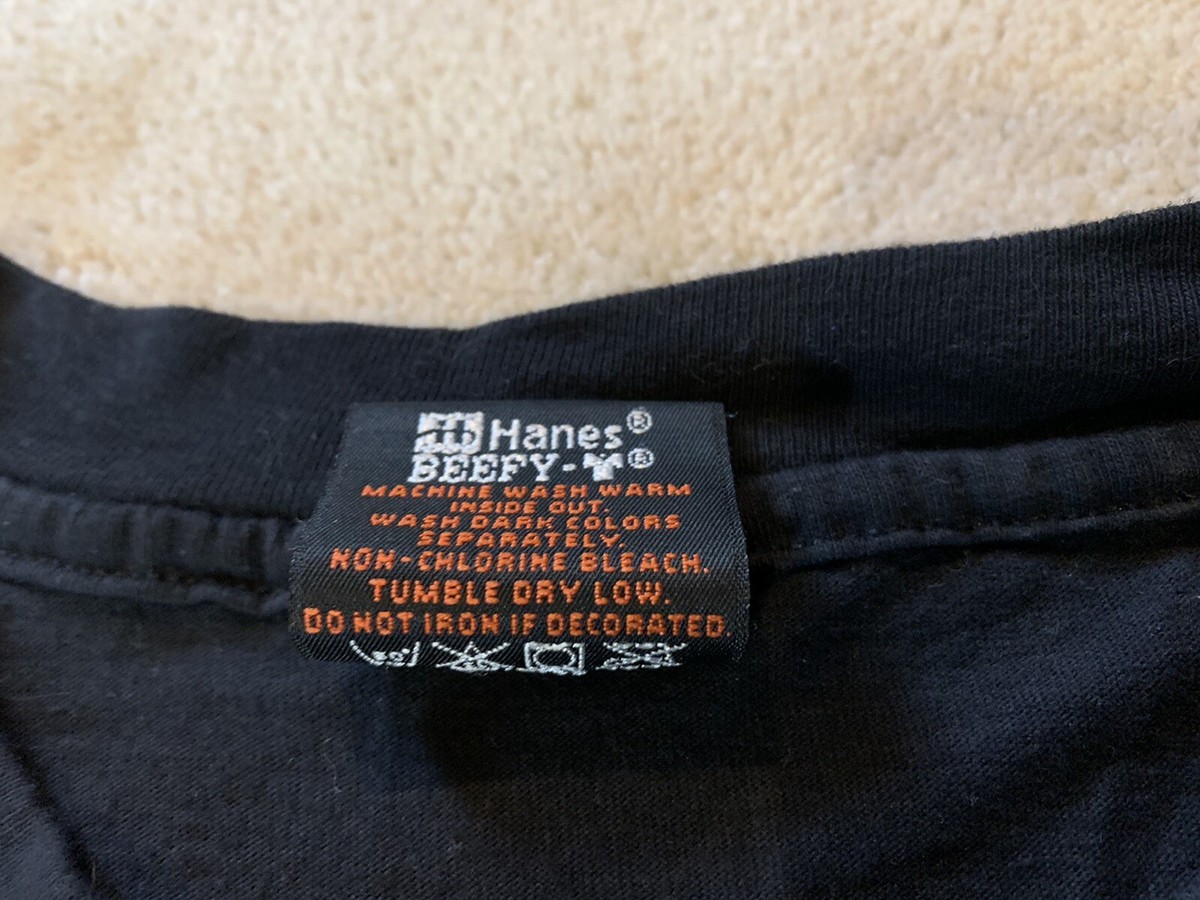 Hanes®
BEEFY-T®
MACHINE WASH WARM
INSIDE OUT.
WASH DARK COLORS
SEPARATELY.
NON-CHLORINE BLEACH.
TUMBLE DRY LOW.
DO NOT IRON IF DECORATED.